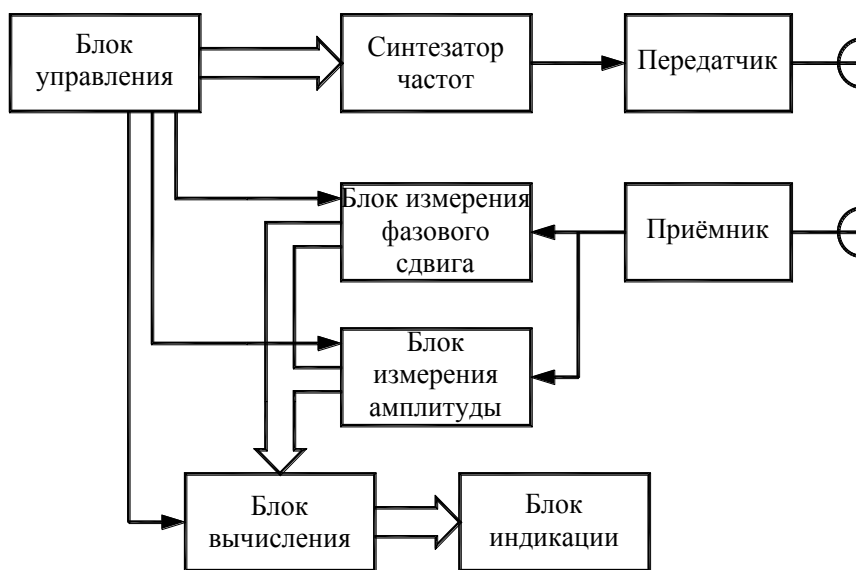 Блок
управления
Синтезатор
частот
Передатчик
Блок измерения
фазового
сдвига
Приёмник
Блок
измерения
амплитуды
Блок
вычисления
Блок
индикации